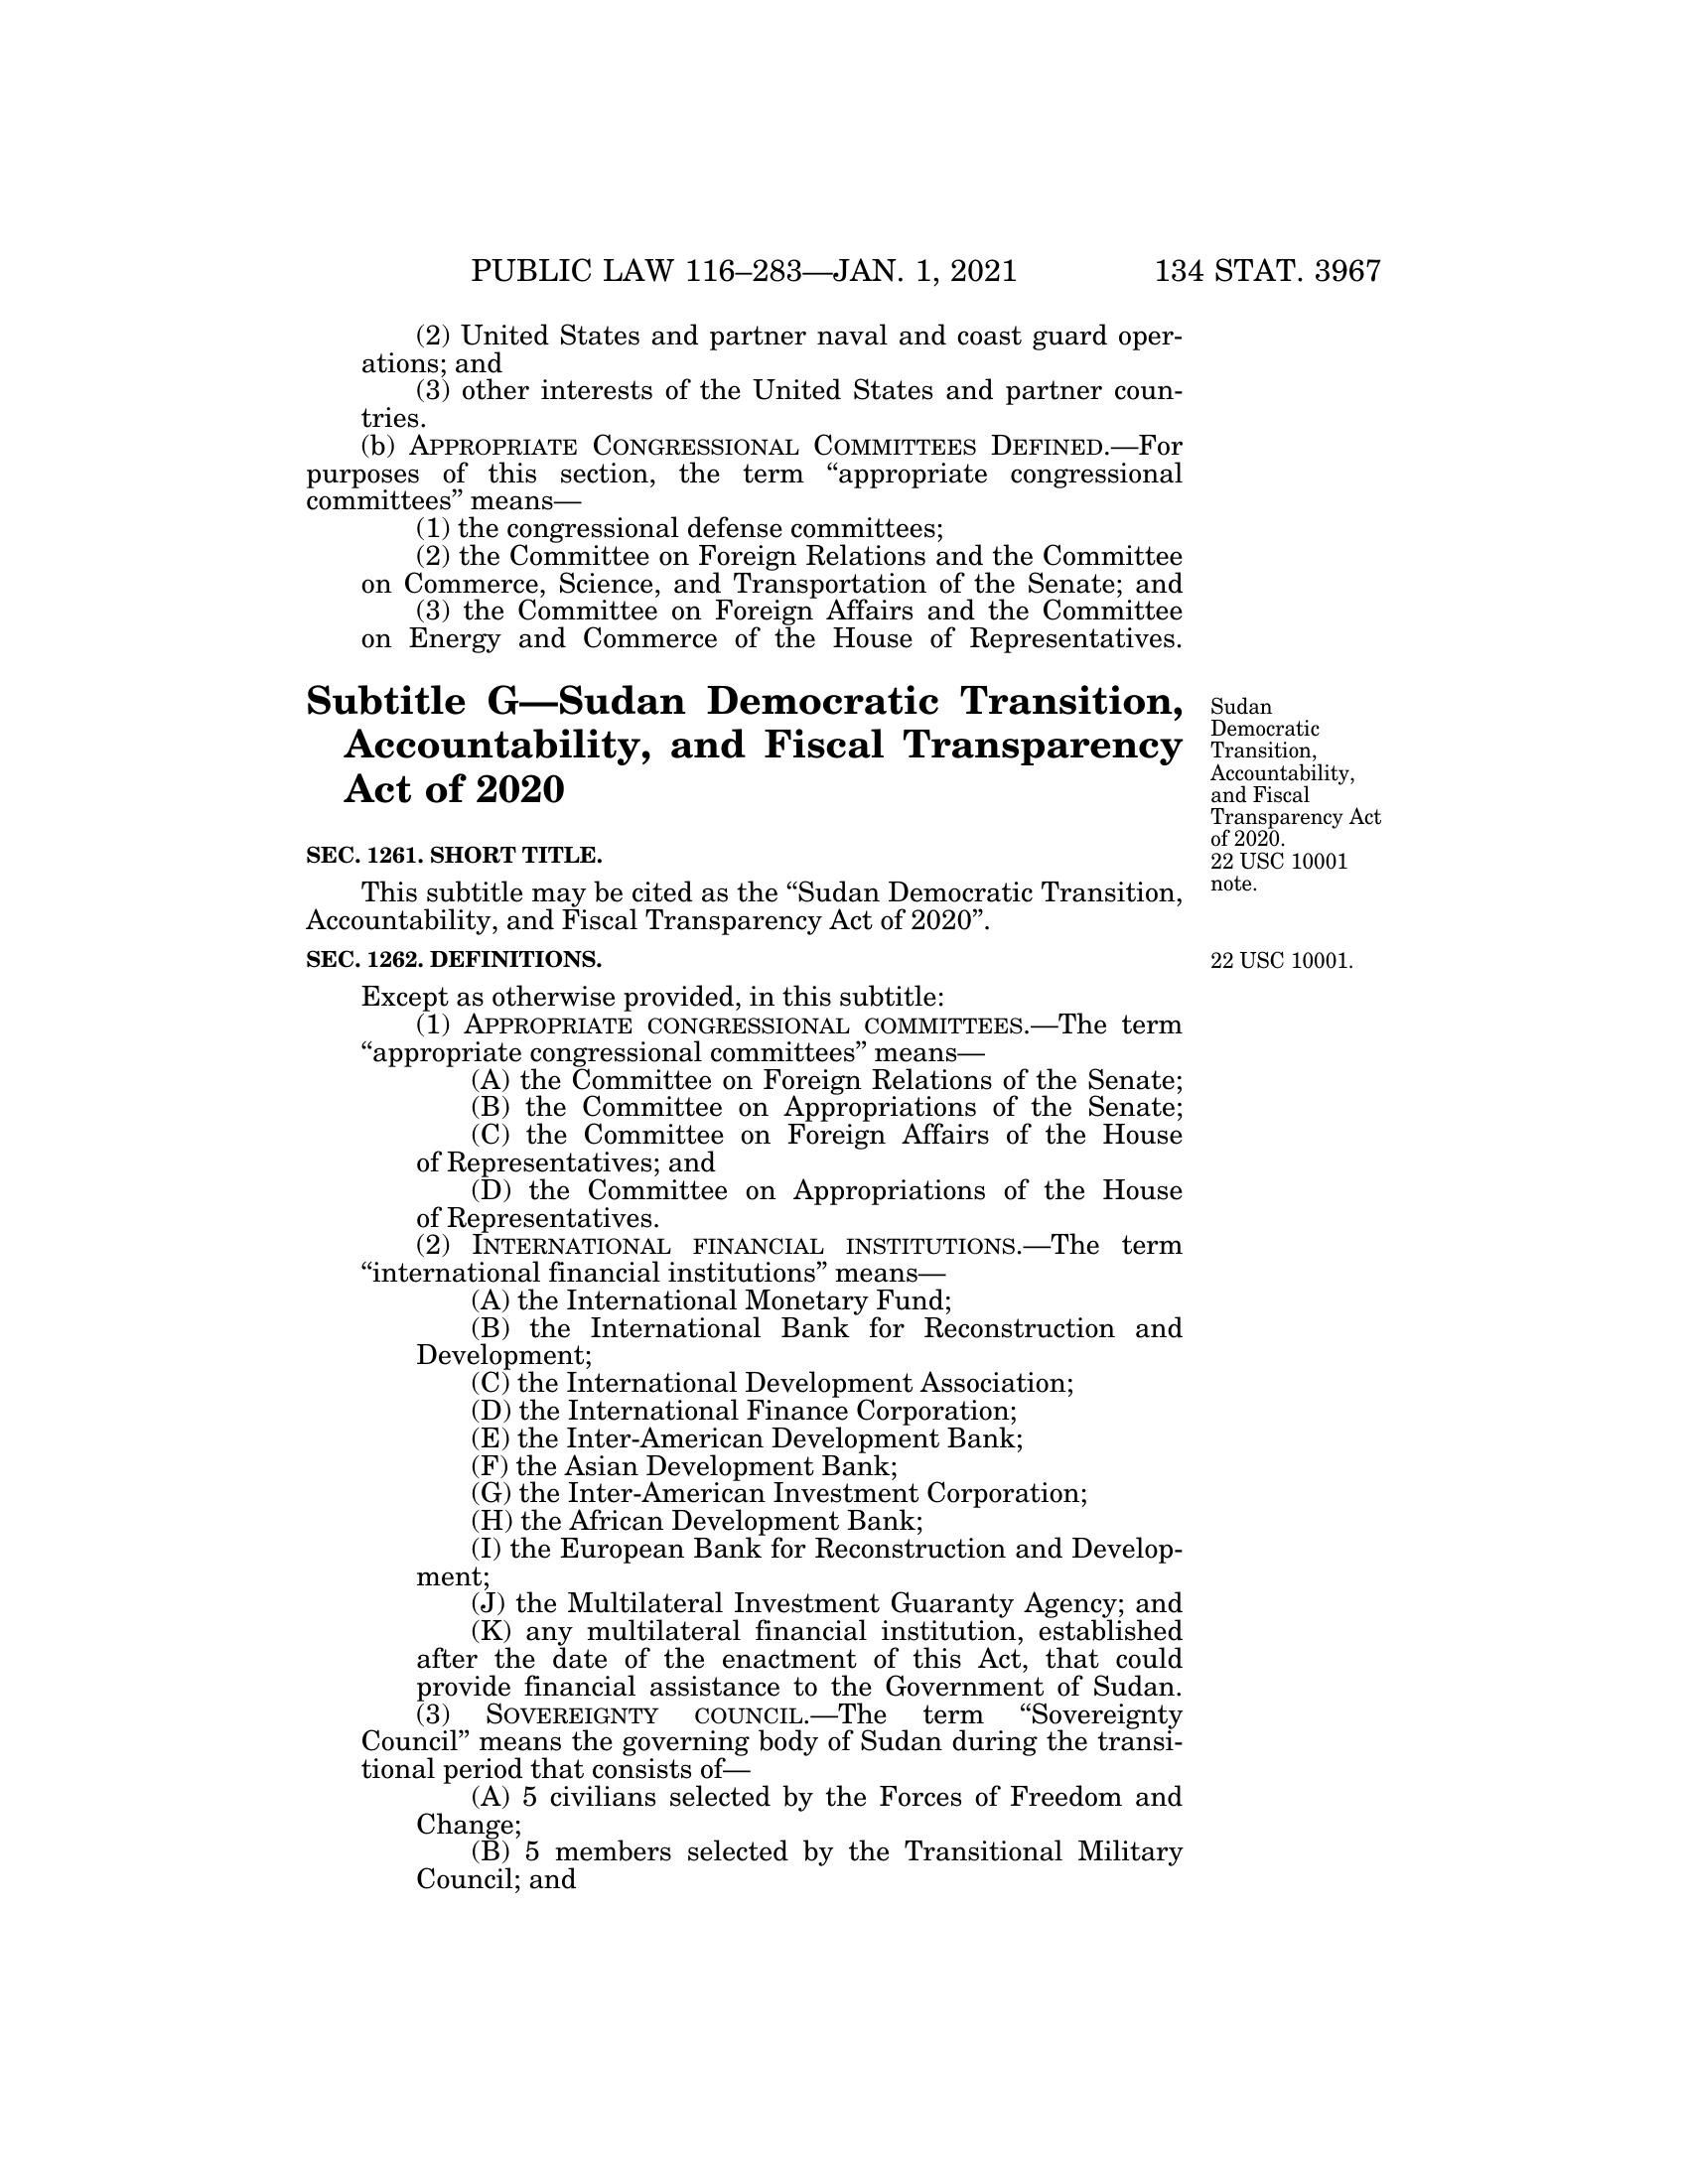 PUBLIC LAW 116–283—JAN. 1, 2021 134 STAT. 3967
(2) United States and partner naval and coast guard oper-
ations; and
(3) other interests of the United States and partner coun-
tries.
(b) APPROPRIATE CONGRESSIONAL COMMITTEES DEFINED.—For
purposes of this section, the term “appropriate congressional
committees” means—
(1) the congressional defense committees;
(2) the Committee on Foreign Relations and the Committee
on Commerce, Science, and Transportation of the Senate; and
(3) the Committee on Foreign Affairs and the Committee
on Energy and Commerce of the House of Representatives.
Subtitle G—Sudan Democratic Transition,
Accountability, and Fiscal Transparency
Act of 2020
Sudan
Democratic
Transition,
Accountability,
and Fiscal
Transparency Act
of 2020.
22 USC 10001
note.
SEC. 1261. SHORT TITLE.
This subtitle may be cited as the “Sudan Democratic Transition,
Accountability, and Fiscal Transparency Act of 2020”.
SEC. 1262. DEFINITIONS.
22 USC 10001.
Except as otherwise provided, in this subtitle:
(1) APPROPRIATE CONGRESSIONAL COMMITTEES.—The term
“appropriate congressional committees” means—
(A) the Committee on Foreign Relations of the Senate;
(B) the Committee on Appropriations of the Senate;
(C) the Committee on Foreign Affairs of the House
of Representatives; and
(D) the Committee on Appropriations of the House
of Representatives.
(2) INTERNATIONAL FINANCIAL INSTITUTIONS.—The term
“international financial institutions” means—
(A) the International Monetary Fund;
(B) the International Bank for Reconstruction and
Development;
(C) the International Development Association;
(D) the International Finance Corporation;
(E) the Inter-American Development Bank;
(F) the Asian Development Bank;
(G) the Inter-American Investment Corporation;
(H) the African Development Bank;
(I) the European Bank for Reconstruction and Develop-
ment;
(J) the Multilateral Investment Guaranty Agency; and
(K) any multilateral financial institution, established
after the date of the enactment of this Act, that could
provide financial assistance to the Government of Sudan.
(3) SOVEREIGNTY COUNCIL.—The term “Sovereignty
Council” means the governing body of Sudan during the transi-
tional period that consists of—
(A) 5 civilians selected by the Forces of Freedom and
Change;
(B) 5 members selected by the Transitional Military
Council; and